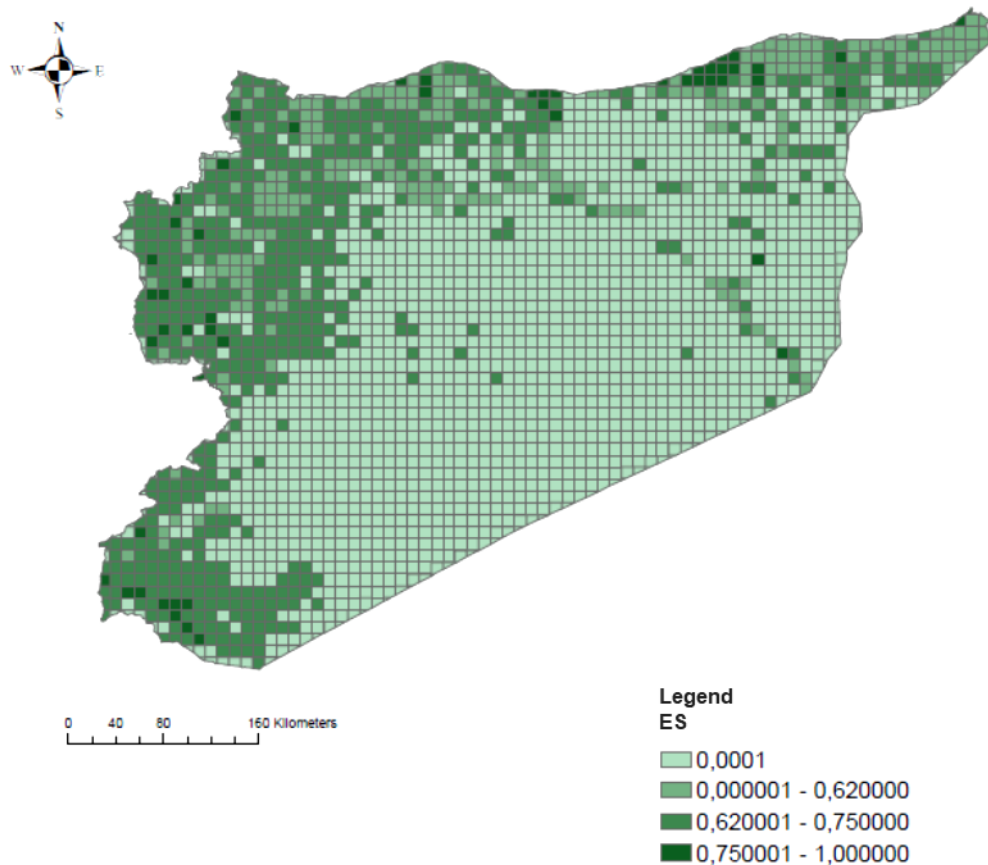 N
W E
S
0 40 80 160 Kilometers
Legend
ES
0,0001
0,000001 - 0,620000
0,620001 - 0,750000
0,750001 - 1,000000